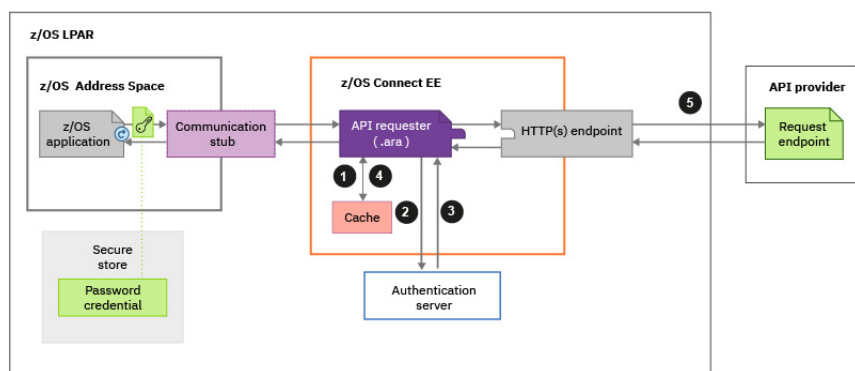 z/OS LPAR
z/OS Address Space
z/OS
application
Communication
stub
z/OS Connect EE
API requester
( .ara )
HTTP(s) endpoint
5
API provider
Request
endpoint
1
4
Cache
2
3
Secure
store
Password
credential
Authentication
server